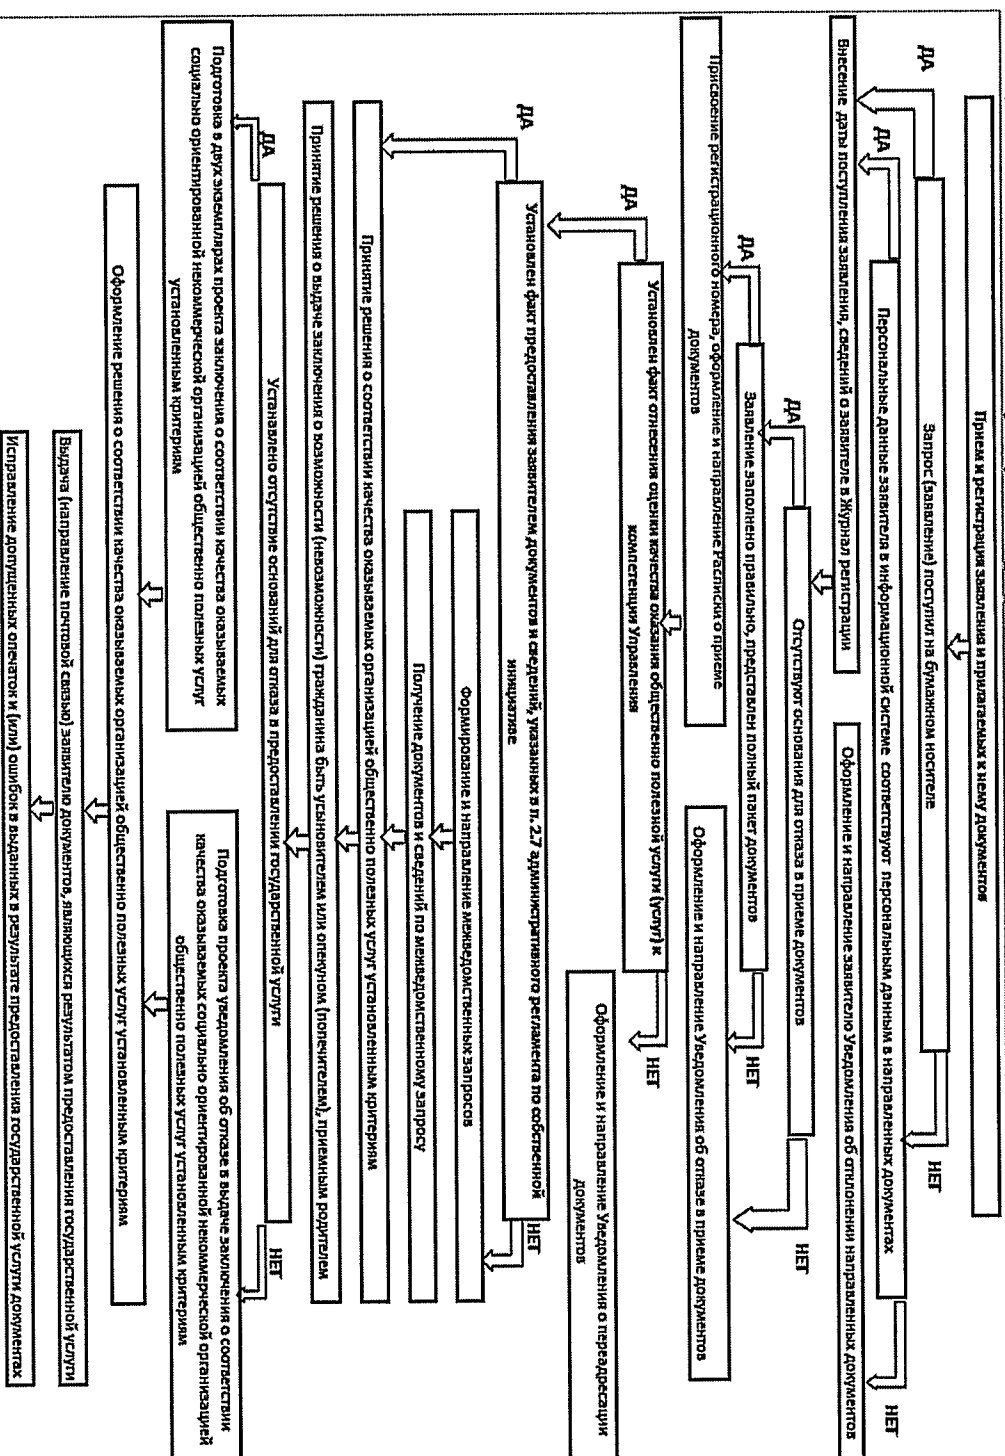 Прием и регистрация заявления и прилагаемых к нему документов
Запрос (заявление) поступил на бумажном носителе
ДА
НЕТ
Персональные данные заявителя в информационной системе соответствуют персональным данным в направленных документах
ДА
НЕТ
Внесение даты поступления заявления, сведений о заявителе в Журнал регистрации
Оформление и направление заявителю Уведомления об отклонении направленных документов
Отсутствуют основания для отказа в приеме документов
ДА
НЕТ
Заявление заполнено правильно, представлен полный пакет документов
ДА
НЕТ
Присвоение регистрационного номера, оформление и направление Расписки о приеме
документов
Оформление и направление Уведомления об отказе в приеме документов
Установлен факт отнесения оценки качества оказания общественно полезной услуги (услуг) к
компетенции Управления
ДА
НЕТ
Оформление и направление Уведомления о переадресации
документов
Установлен факт предоставления заявителем документов и сведений, указанных в п. 2.7 административного регламента по собственной
инициативе
ДА
НЕТ
Формирование и направление межведомственных запросов
Получение документов и сведений по межведомственному запросу
Принятие решения о соответствии качества оказываемых организацией общественно полезных услуг установленным критериям
Принятие решения о выдаче заключения о возможности (невозможности) гражданина быть усыновителем или опекуном (попечителем), приемным родителем
Устанавлено отсутствие оснований для отказа в предоставлении государственной услуги
ДА
НЕТ
Подготовка в двух экземплярах проекта заключения о соответствии качества оказываемых
социально ориентированной некоммерческой организацией общественно полезных услуг
установленным критериям
Подготовка проекта уведомления об отказе в выдаче заключения о соответствии
качества оказываемых социально ориентированной некоммерческой организацией
общественно полезных услуг установленным критериям
Оформление решения о соответствии качества оказываемых организацией общественно полезных услуг установленным критериям
Выдача (направление почтовой связью) заявителю документов, являющихся результатом предоставления государственной услуги
Исправление допущенных опечаток и (или) ошибок в выданных в результате предоставления государственной услуги документах